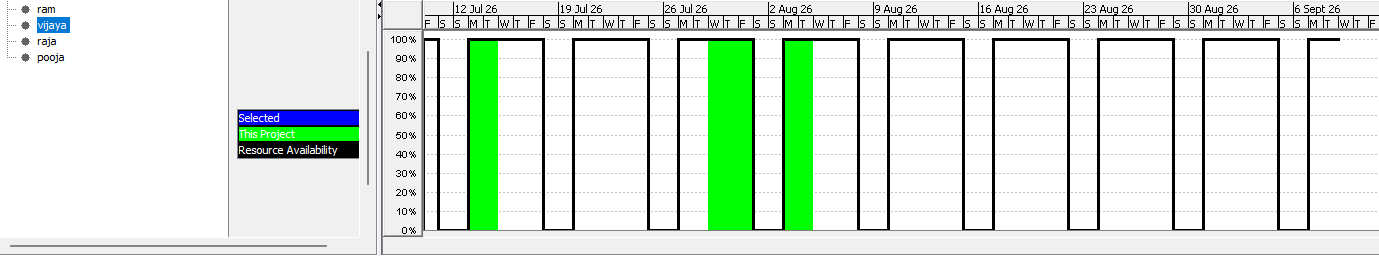 ram
vijaya
raja
pooja
Selected
This Project
Resource Availability
12 Jul 26 19 Jul 26 26 Jul 26 2 Aug 26 9 Aug 26 16 Aug 26 23 Aug 26 30 Aug 26 6 Sept 26
F S S M T W T F S S M T W T F S S M T W T F S S M T W T F S S M T W T F S S M T W T F S S M T W T F S S M T W T F S S M T W T F
100%
90%
80%
70%
60%
50%
40%
30%
20%
10%
0%